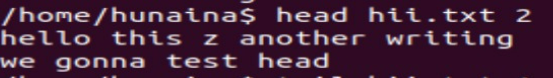 /home/hunaina$ head hii.txt 2
hello this z another writing
we gonna test head